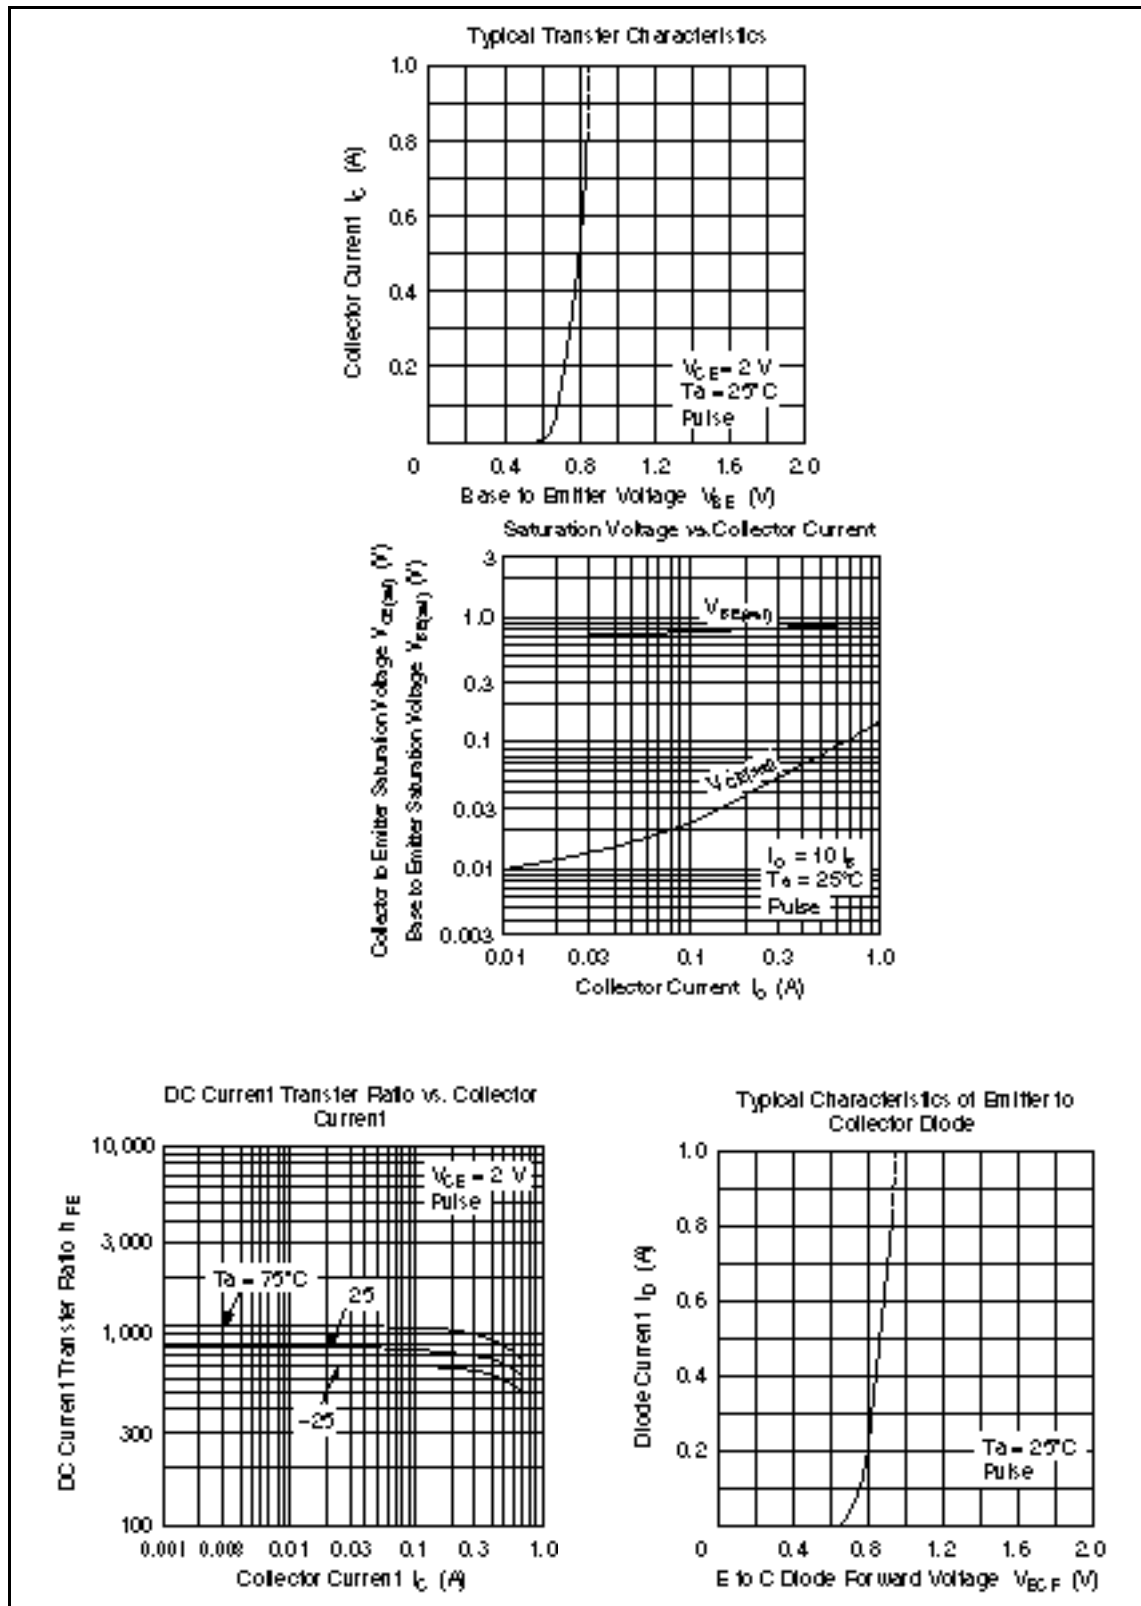 Typical Transfer Characteristics
1.0
0.8
0.6
0.4
0.2
Collector Current I_C (A)
V_CE = 2 V
Ta = 25°C
Pulse
0 0.4 0.8 1.2 1.6 2.0
Base to Emitter Voltage V_BE (V)
Saturation Voltage vs.Collector Current
Collector to Emitter Saturation Voltage V_CE(sat) (V)
Base to Emitter Saturation Voltage V_BE(sat) (V)
3
1.0
0.3
0.1
0.03
0.01
0.003
V_BE(sat)
V_CE(sat)
I_C = 10 I_B
Ta = 25°C
Pulse
0.01 0.03 0.1 0.3 1.0
Collector Current I_C (A)
DC Current Transfer Ratio vs. Collector
Current
10,000
3,000
1,000
300
100
DC Current Transfer Ratio h_FE
V_CE = 2 V
Pulse
Ta = 75°C
25
–25
0.001 0.003 0.01 0.03 0.1 0.3 1.0
Collector Current I_C (A)
Typical Characteristics of Emitter to
Collector Diode
1.0
0.8
0.6
0.4
0.2
Diode Current I_D (A)
Ta = 25°C
Pulse
0 0.4 0.8 1.2 1.6 2.0
E to C Diode Forward Voltage V_ECF (V)